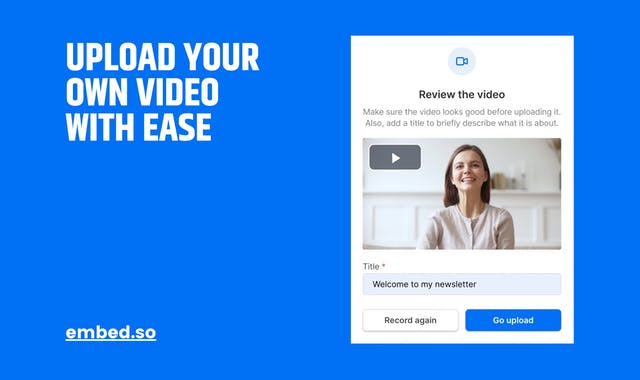 UPLOAD YOUR
OWN VIDEO
WITH EASE
embed.so
Review the video
Make sure the video looks good before uploading it.
Also, add a title to briefly describe what it is about.
Title *
Welcome to my newsletter
Record again
Go upload